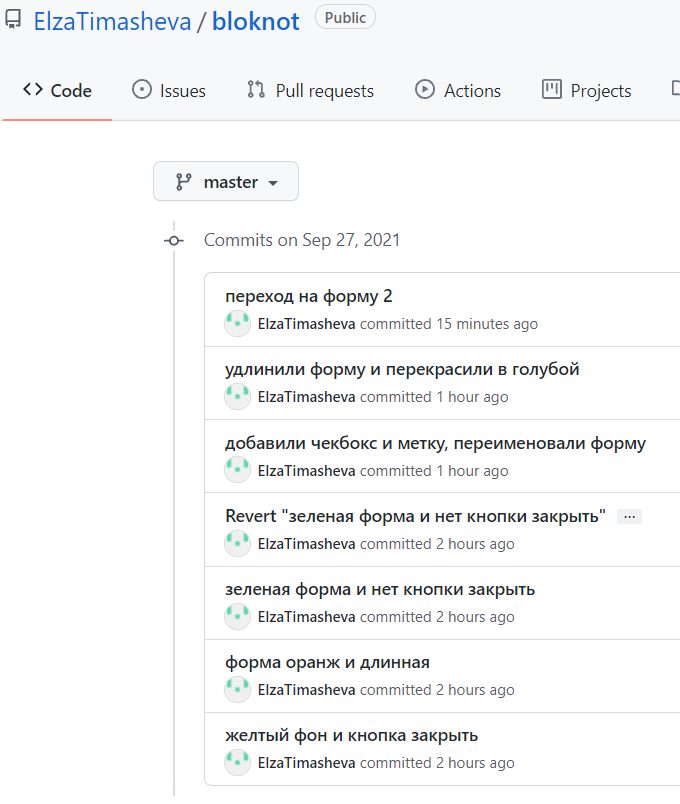 ElzaTimasheva / bloknot Public
Code Issues Pull requests Actions Projects
master
Commits on Sep 27, 2021
переход на форму 2
ElzaTimasheva committed 15 minutes ago
удлинили форму и перекрасили в голубой
ElzaTimasheva committed 1 hour ago
добавили чекбокс и метку, переименовали форму
ElzaTimasheva committed 1 hour ago
Revert "зеленая форма и нет кнопки закрыть" ...
ElzaTimasheva committed 2 hours ago
зеленая форма и нет кнопки закрыть
ElzaTimasheva committed 2 hours ago
форма оранж и длинная
ElzaTimasheva committed 2 hours ago
желтый фон и кнопка закрыть
ElzaTimasheva committed 2 hours ago